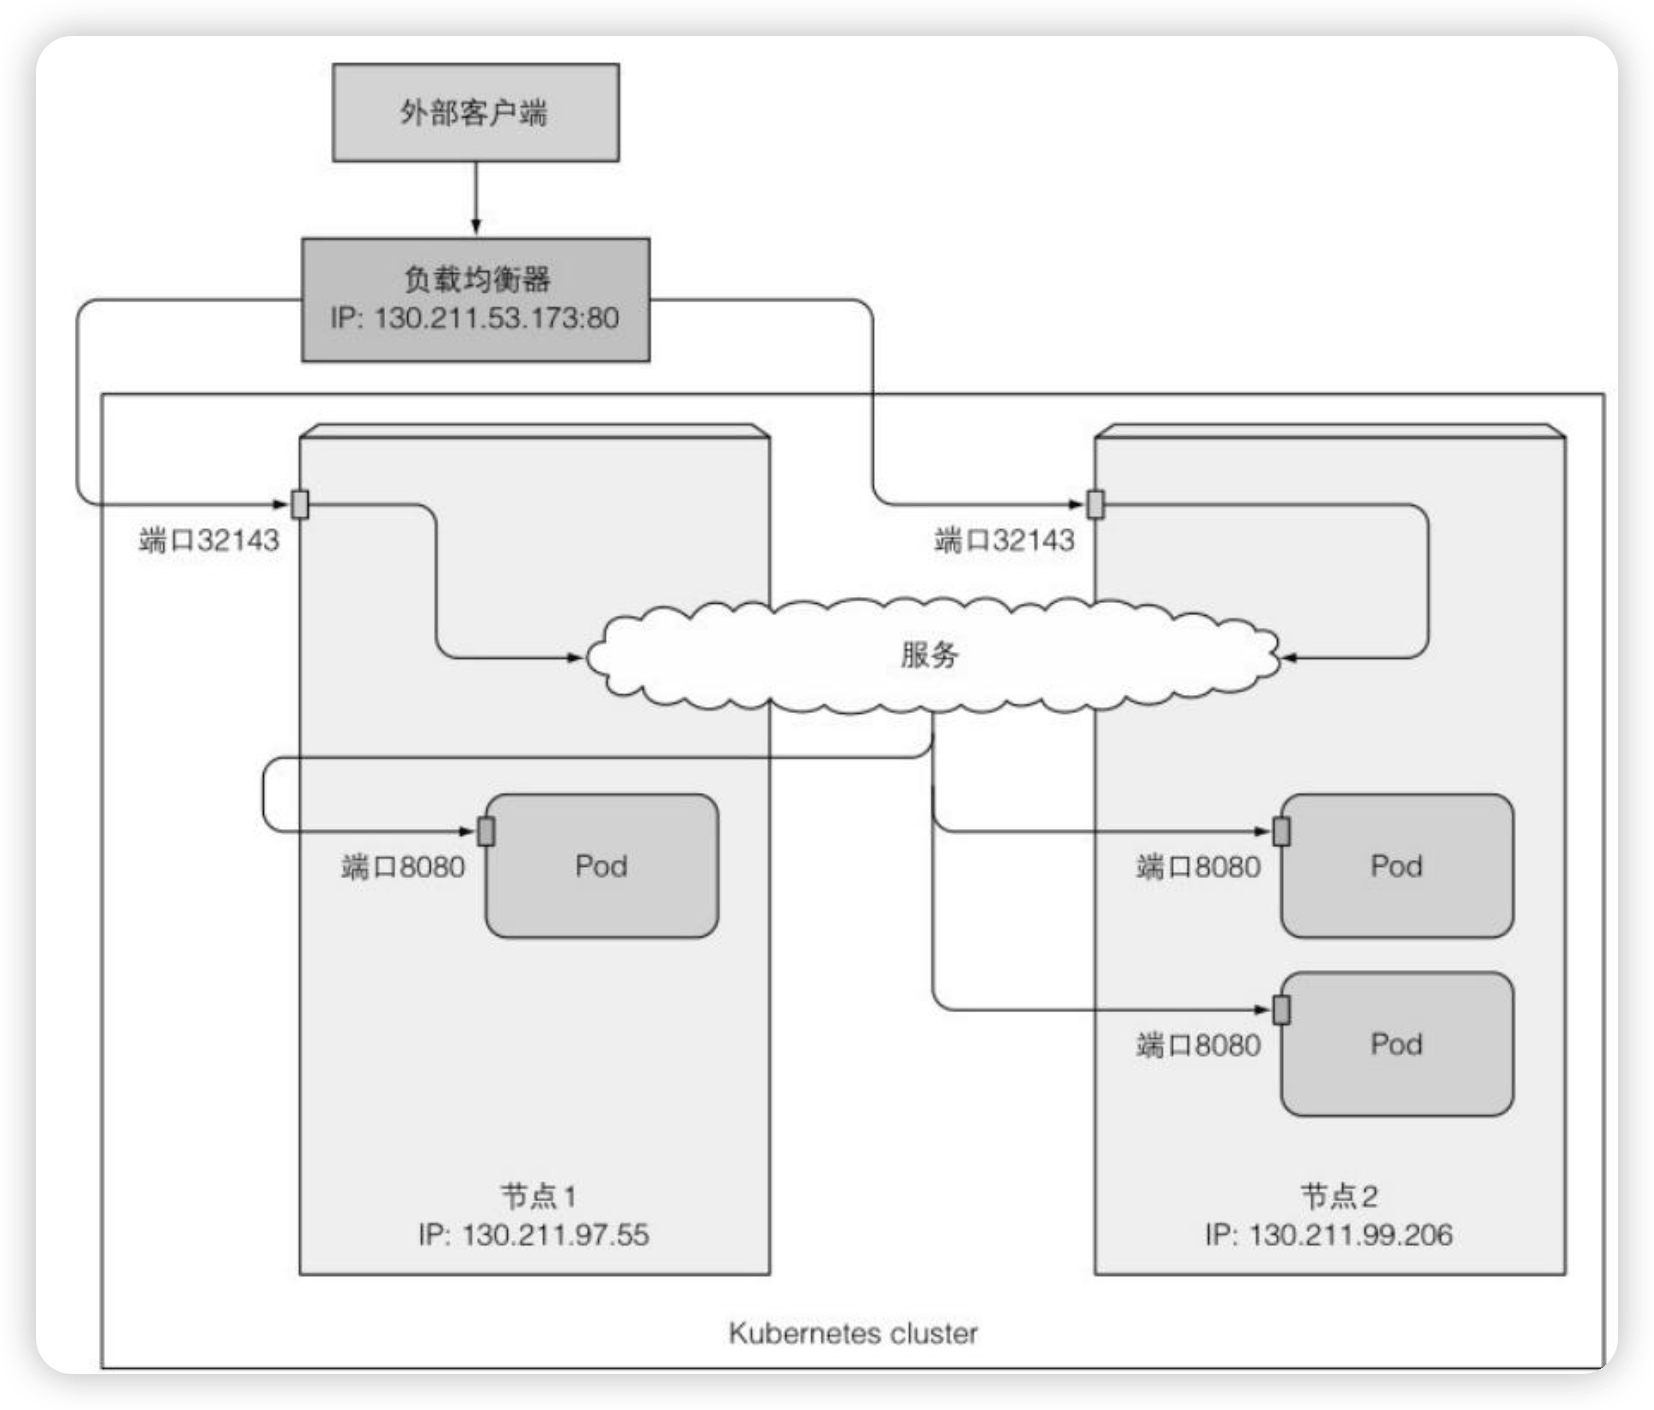 外部客户端
负载均衡器
IP: 130.211.53.173:80
端口32143
端口32143
服务
端口8080
Pod
端口8080
Pod
端口8080
Pod
节点1
IP: 130.211.97.55
节点2
IP: 130.211.99.206
Kubernetes cluster